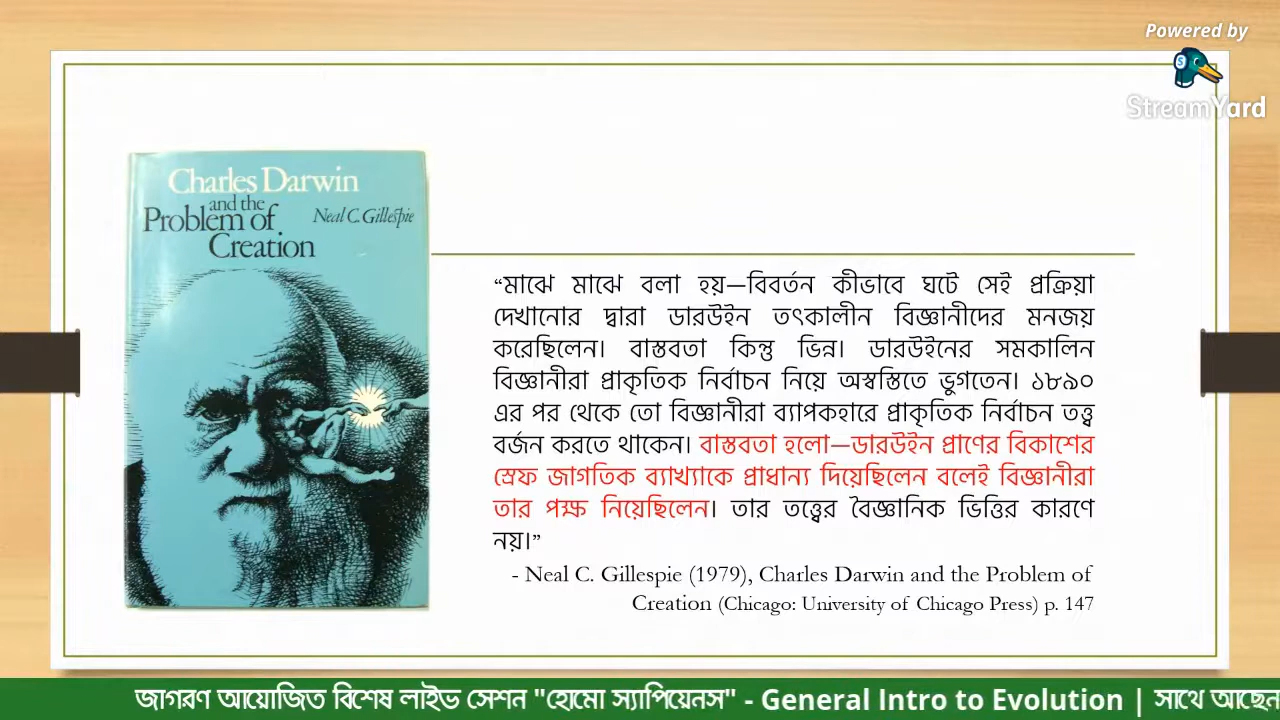 Powered by
StreamYard
Charles Darwin
and the
Problem of
Neal C. Gillespie
Creation
“মাঝে মাঝে বলা হয়—বিবর্তন কীভাবে ঘটে সেই প্রক্রিয়া
দেখানোর দ্বারা ডারউইন তৎকালীন বিজ্ঞানীদের মনজয়
করেছিলেন। বাস্তবতা কিন্তু ভিন্ন। ডারউইনের সমকালিন
বিজ্ঞানীরা প্রাকৃতিক নির্বাচন নিয়ে অস্বস্তিতে ভুগতেন। ১৮৯০
এর পর থেকে তো বিজ্ঞানীরা ব্যাপকহারে প্রাকৃতিক নির্বাচন তত্ত্ব
বর্জন করতে থাকেন। বাস্তবতা হলো—ডারউইন প্রাণের বিকাশের
স্রেফ জাগতিক ব্যাখ্যাকে প্রাধান্য দিয়েছিলেন বলেই বিজ্ঞানীরা
তার পক্ষ নিয়েছিলেন। তার তত্ত্বের বৈজ্ঞানিক ভিত্তির কারণে
নয়।”
- Neal C. Gillespie (1979), Charles Darwin and the Problem of
Creation (Chicago: University of Chicago Press) p. 147
জাগরণ আয়োজিত বিশেষ লাইভ সেশন "হোমো স্যাপিয়েনস" - General Intro to Evolution | সাথে আছেন